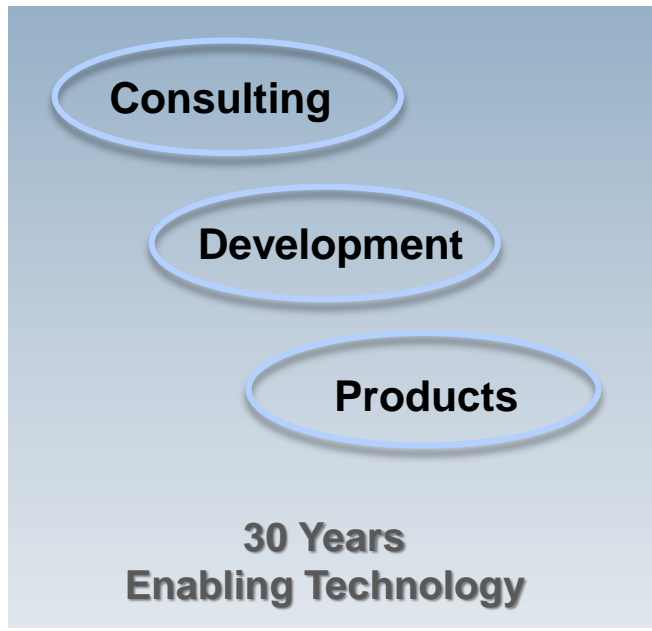 Consulting
Development
Products
30 Years
Enabling Technology